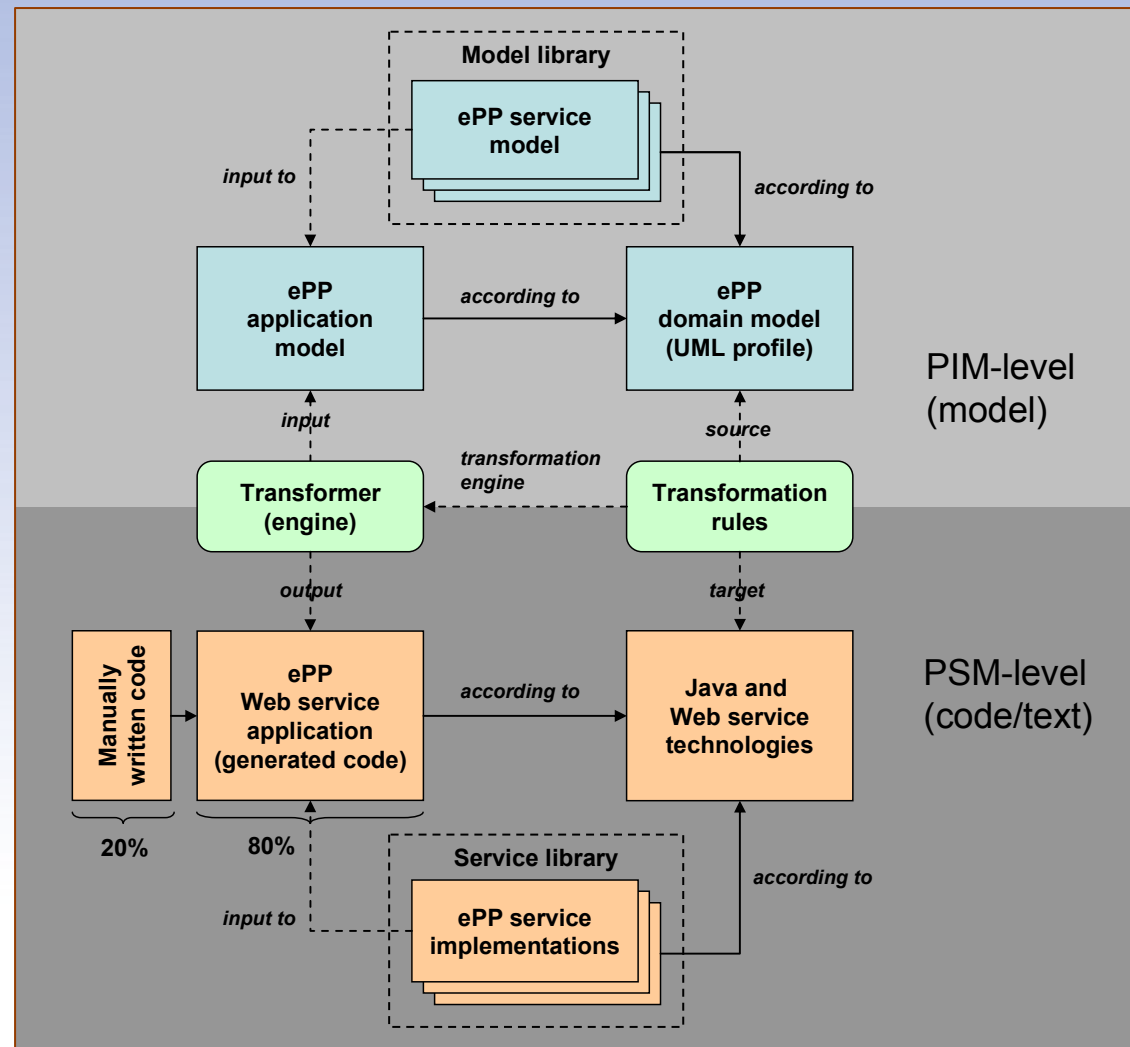 Model library
ePP service
model
input to
according to
ePP
application
model
according to
ePP
domain model
(UML profile)
PIM-level
(model)
input
source
transformation
engine
Transformer
(engine)
Transformation
rules
output
target
Manually
written code
ePP
Web service
application
(generated code)
according to
Java and
Web service
technologies
PSM-level
(code/text)
20%
80%
Service library
according to
input to
ePP service
implementations